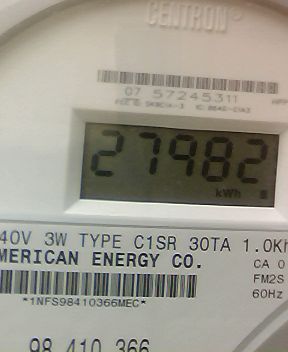 CENTRON®
07 57245311
27982
kWh
40V 3W TYPE C1SR 30TA 1.0Kh
MERICAN ENERGY CO.
CA 0
FM2S
60Hz
*1NFS98410366MEC*
98 410 366